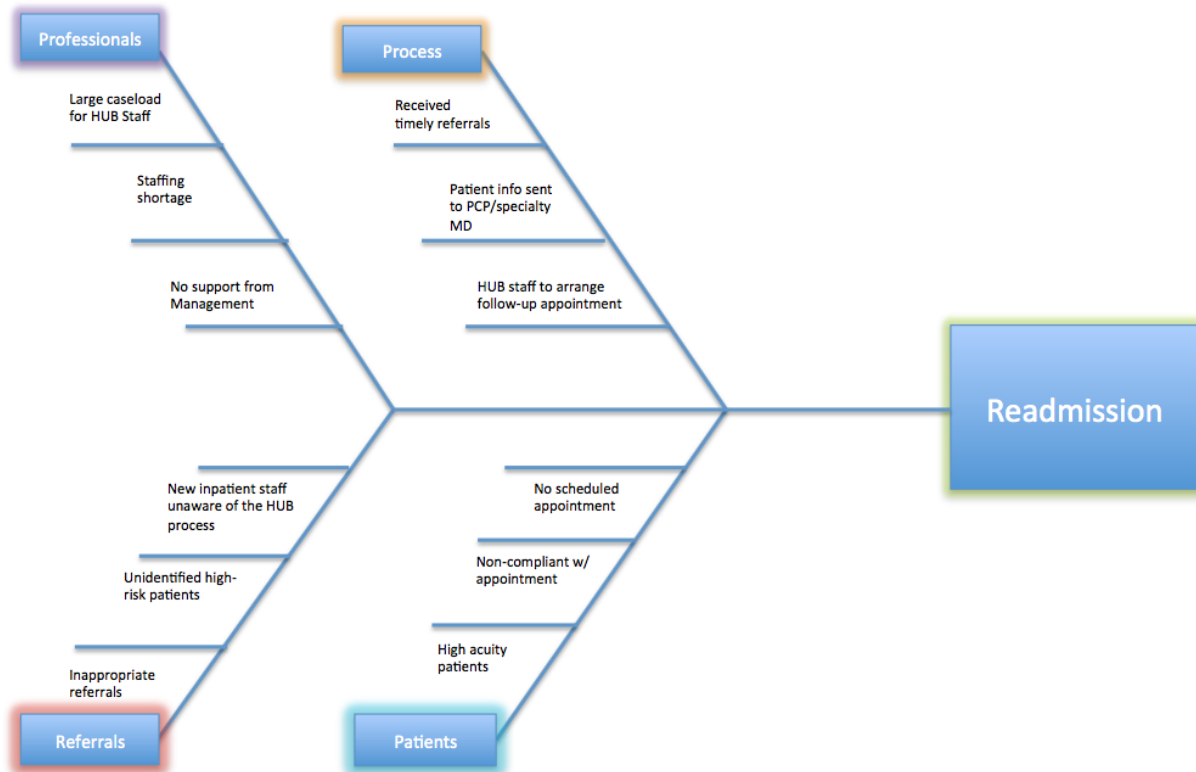 Professionals
Large caseload
for HUB Staff
Staffing
shortage
No support from
Management
Process
Received
timely referrals
Patient info sent
to PCP/specialty
MD
HUB staff to arrange
follow-up appointment
Readmission
New inpatient staff
unaware of the HUB
process
Unidentified high-
risk patients
Inappropriate
referrals
Referrals
No scheduled
appointment
Non-compliant w/
appointment
High acuity
patients
Patients